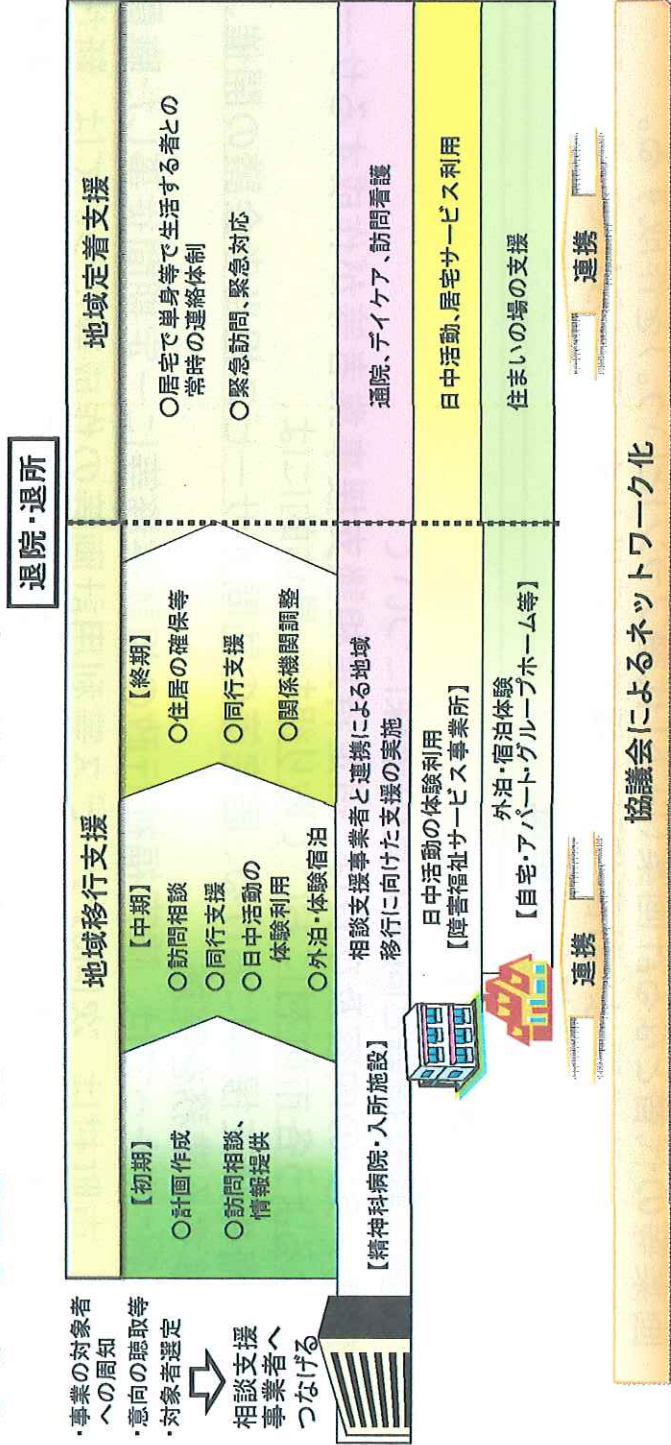 退院・退所
・事業の対象者
への周知
・意向の聴取等
・対象者選定
相談支援
事業者へ
つなげる
地域移行支援
【初期】
○計画作成
○訪問相談、
情報提供
【中期】
○訪問相談
○同行支援
○日中活動の
体験利用
○外泊・体験宿泊
【終期】
○住居の確保等
○同行支援
○関係機関調整
地域定着支援
○居宅で単身等で生活する者との
常時の連絡体制
○緊急訪問、緊急対応
【精神科病院・入所施設】
相談支援事業者と連携による地域
移行に向けた支援の実施
通院、デイケア、訪問看護
日中活動の体験利用
【障害福祉サービス事業所】
日中活動、居宅サービス利用
外泊・宿泊体験
【自宅・アパート・グループホーム等】
住まいの場の支援
連携
連携
協議会によるネットワーク化